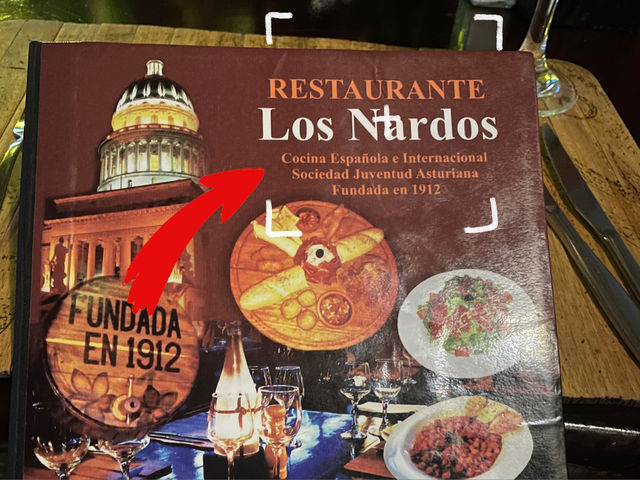 RESTAURANTE
Los Nardos
Cocina Española e Internacional
Sociedad Juventud Asturiana
Fundada en 1912
FUNDADA
EN 1912